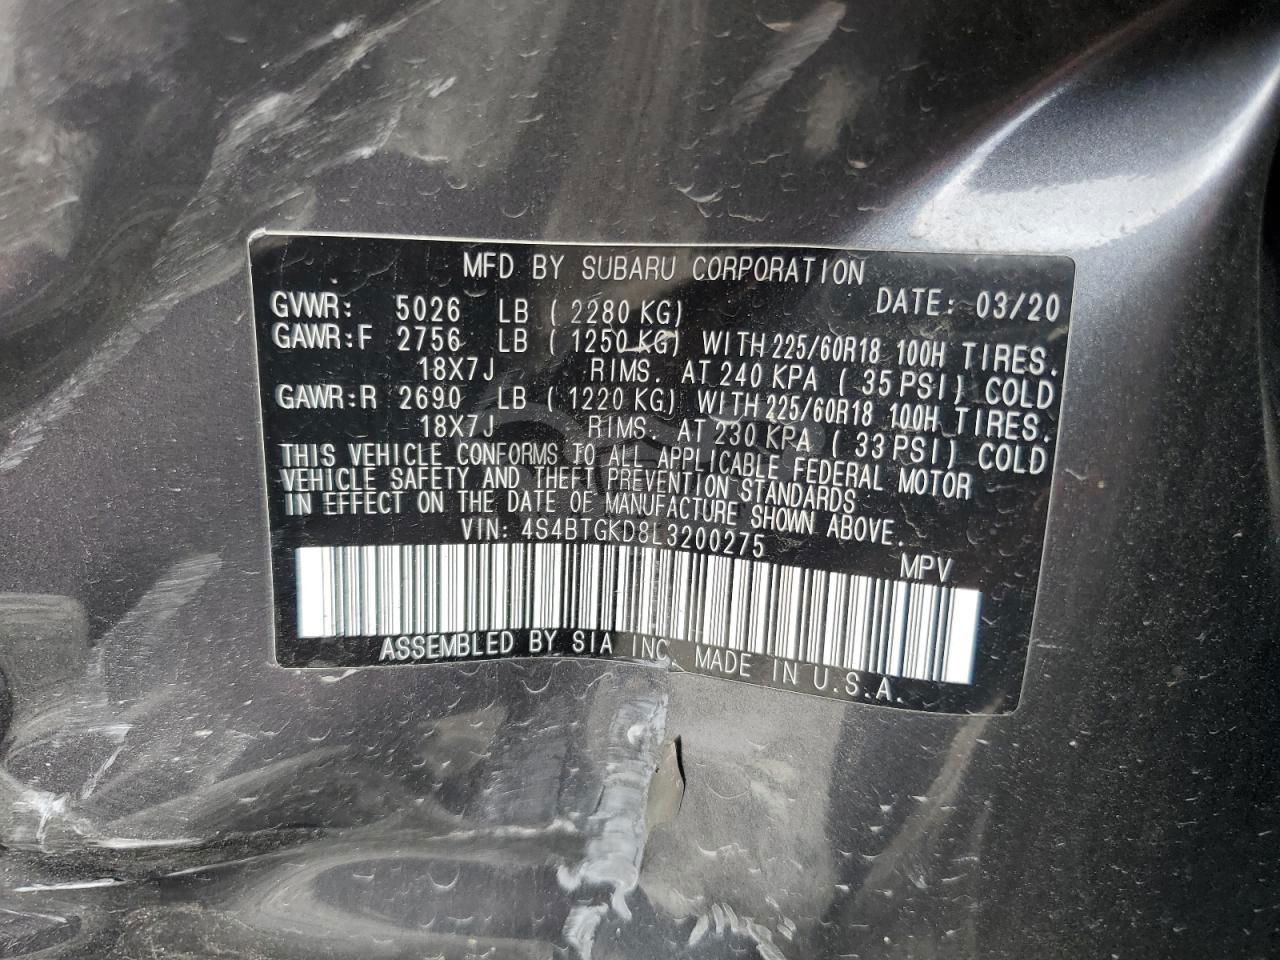 MFD BY SUBARU CORPORATION
GVWR: 5026 LB ( 2280 KG) DATE: 03/20
GAWR:F 2756 LB ( 1250 KG) WITH 225/60R18 100H TIRES.
18X7J RIMS. AT 240 KPA ( 35 PSI) COLD
GAWR:R 2690 LB ( 1220 KG) WITH 225/60R18 100H TIRES.
18X7J RIMS. AT 230 KPA ( 33 PSI) COLD
THIS VEHICLE CONFORMS TO ALL APPLICABLE FEDERAL MOTOR
VEHICLE SAFETY AND THEFT PREVENTION STANDARDS
IN EFFECT ON THE DATE OF MANUFACTURE SHOWN ABOVE.
VIN: 4S4BTGKD8L3200275
MPV
ASSEMBLED BY SIA INC. MADE IN U.S.A.